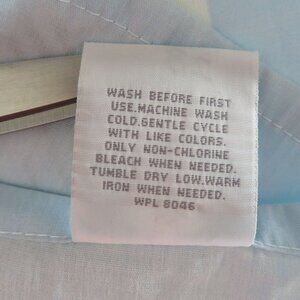 WASH BEFORE FIRST
USE.MACHINE WASH
COLD.GENTLE CYCLE
WITH LIKE COLORS.
ONLY NON-CHLORINE
BLEACH WHEN NEEDED.
TUMBLE DRY LOW.WARM
IRON WHEN NEEDED.
WPL 8046